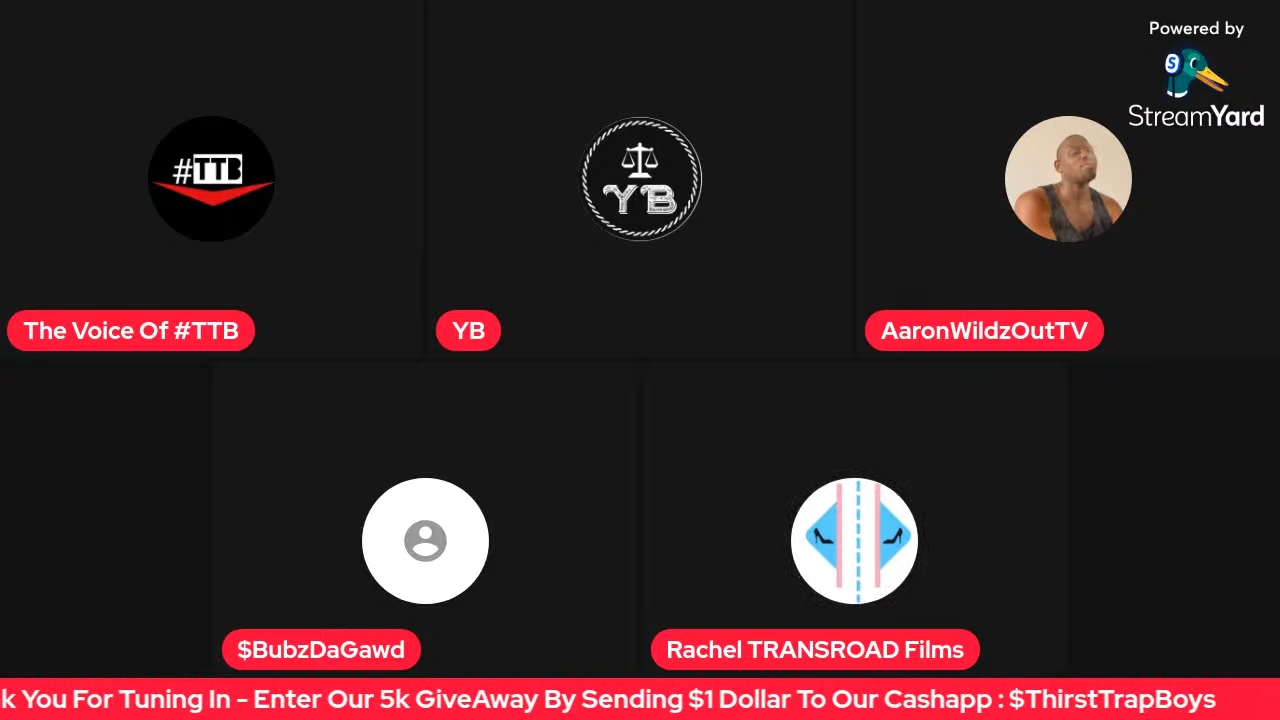 Powered by
S
StreamYard
#TTB
YB
The Voice Of #TTB
YB
AaronWildzOutTV
$BubzDaGawd
Rachel TRANSROAD Films
k You For Tuning In - Enter Our 5k GiveAway By Sending $1 Dollar To Our Cashapp : $ThirstTrapBoys